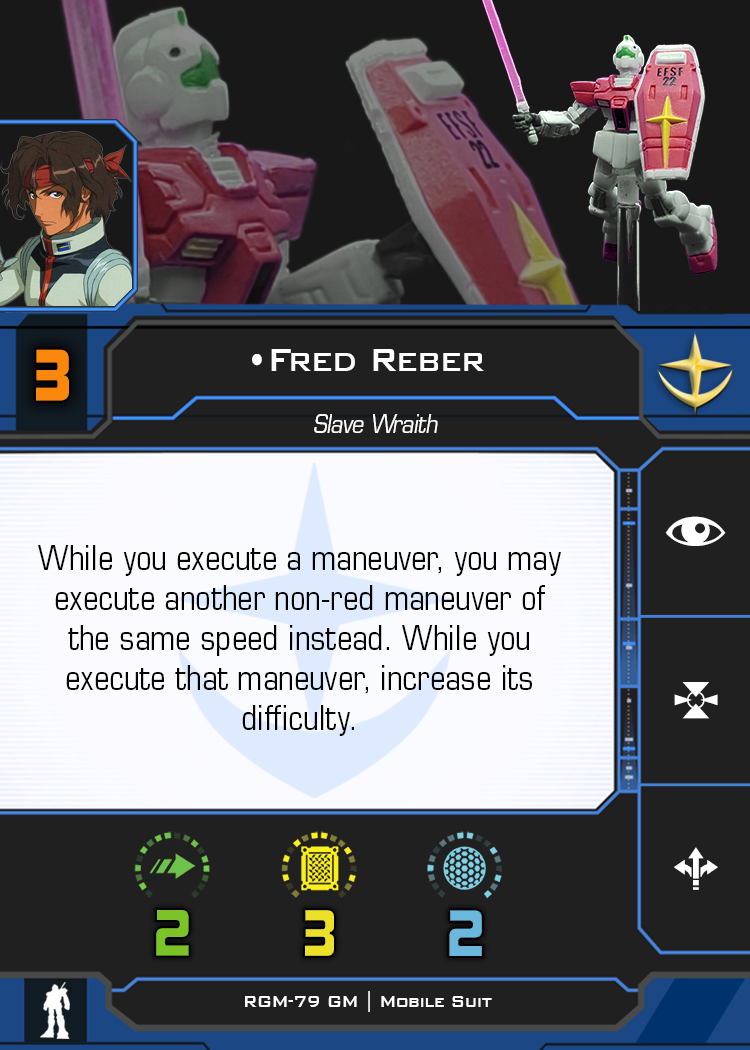 EFSF
22
EFSF
22
3
•Fred Reber
Slave Wraith
While you execute a maneuver, you may
execute another non-red maneuver of
the same speed instead. While you
execute that maneuver, increase its
difficulty.
2
3
2
RGM-79 GM | Mobile Suit